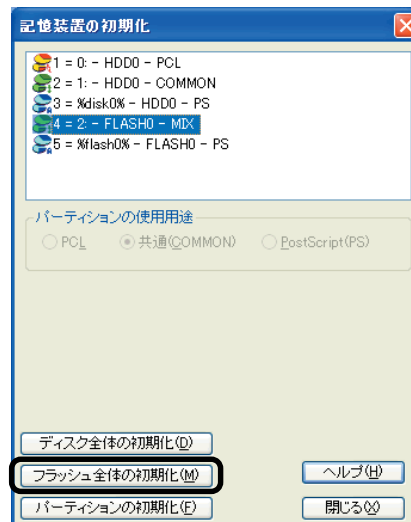 記憶装置の初期化
1 = 0: - HDD0 - PCL
2 = 1: - HDD0 - COMMON
3 = %disk0% - HDD0 - PS
4 = 2: - FLASH0 - MIX
5 = %flash0% - FLASH0 - PS
パーティションの使用用途
PCL 共通(COMMON) PostScript(PS)
ディスク全体の初期化(D)
フラッシュ全体の初期化(M) ヘルプ(H)
パーティションの初期化(F) 閉じる(X)